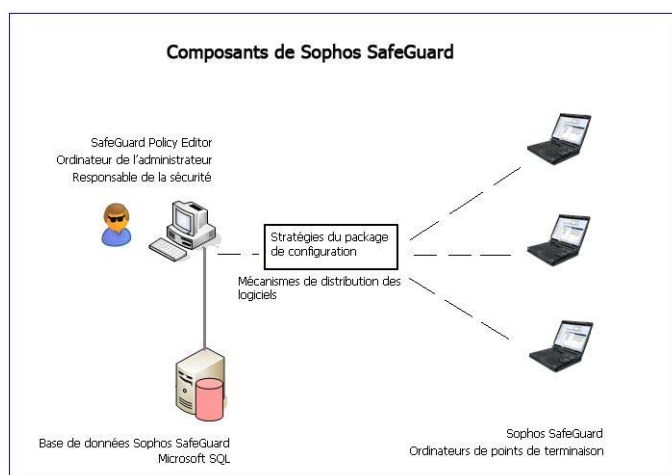 Composants de Sophos SafeGuard
SafeGuard Policy Editor
Ordinateur de l'administrateur
Responsable de la sécurité
Stratégies du package
de configuration
Mécanismes de distribution des
logiciels
Base de données Sophos SafeGuard
Microsoft SQL
Sophos SafeGuard
Ordinateurs de points de terminaison